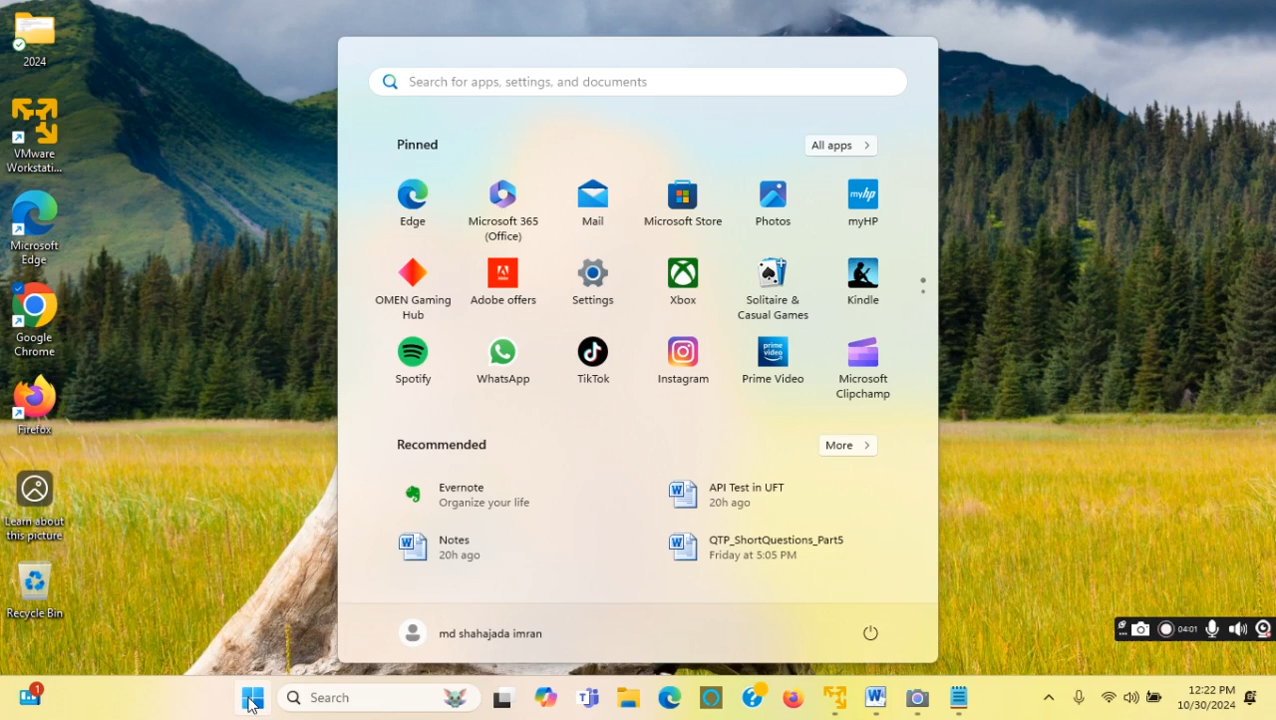 2024
VMware
Workstati...
Microsoft
Edge
Google
Chrome
Firefox
Learn about
this picture
Recycle Bin
Search for apps, settings, and documents
Pinned
All apps
Edge
Microsoft 365
(Office)
Mail
Microsoft Store
Photos
myhp
myHP
OMEN Gaming
Hub
Adobe offers
Settings
Xbox
Solitaire &
Casual Games
Kindle
Spotify
WhatsApp
TikTok
Instagram
prime
video
Prime Video
Microsoft
Clipchamp
Recommended
More
Evernote
Organize your life
API Test in UFT
20h ago
Notes
20h ago
QTP_ShortQuestions_Part5
Friday at 5:05 PM
md shahajada imran
04:01
1
Search
12:22 PM
10/30/2024